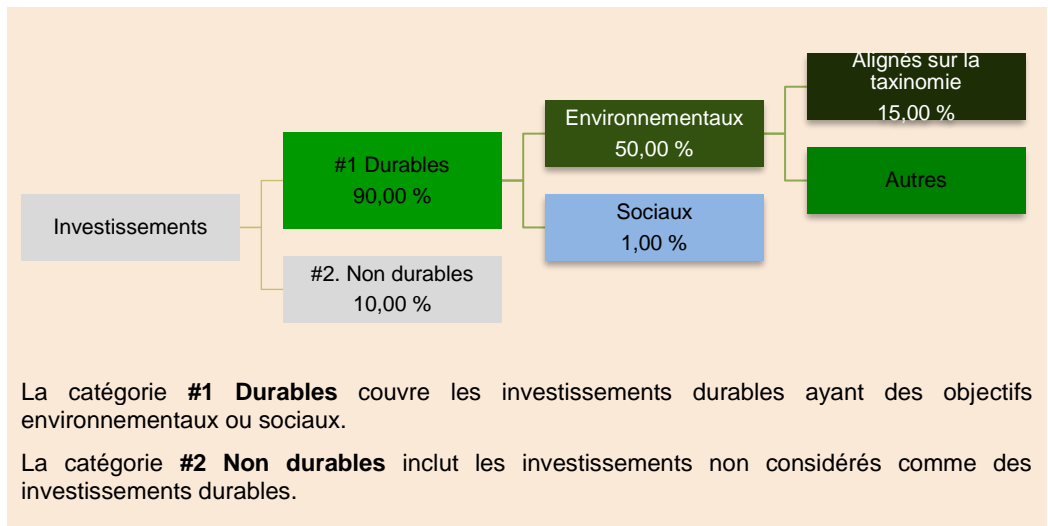 Alignés sur la
taxinomie
15,00 %
Environnementaux
50,00 %
#1 Durables
90,00 %
Autres
Sociaux
1,00 %
Investissements
#2. Non durables
10,00 %
La catégorie #1 Durables couvre les investissements durables ayant des objectifs
environnementaux ou sociaux.
La catégorie #2 Non durables inclut les investissements non considérés comme des
investissements durables.